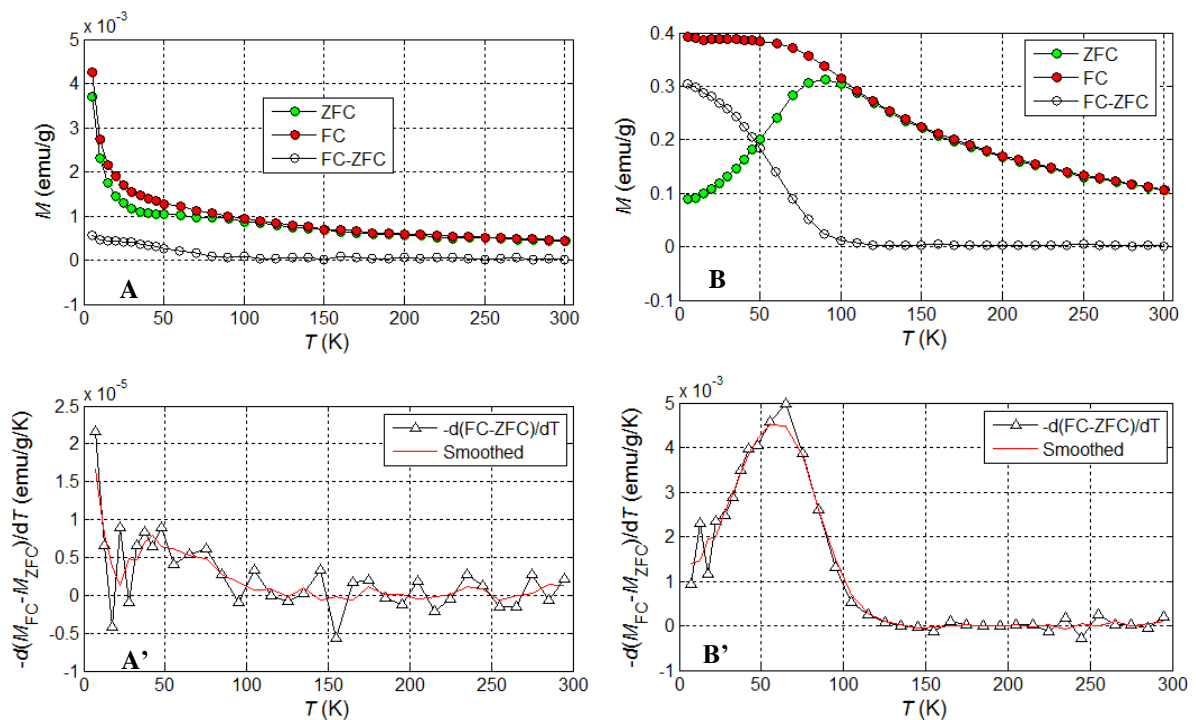 x 10⁻³
5
4
3
2
1
0
-1
M (emu/g)
ZFC
FC
FC-ZFC
A
0 50 100 150 200 250 300
T (K)
0.4
0.3
0.2
0.1
0
-0.1
M (emu/g)
ZFC
FC
FC-ZFC
B
0 50 100 150 200 250 300
T (K)
x 10⁻⁵
2.5
2
1.5
1
0.5
0
-0.5
-1
-d(M_FC-M_ZFC)/dT (emu/g/K)
-d(FC-ZFC)/dT
Smoothed
A’
0 50 100 150 200 250 300
T (K)
x 10⁻³
5
4
3
2
1
0
-1
-d(M_FC-M_ZFC)/dT (emu/g/K)
-d(FC-ZFC)/dT
Smoothed
B’
0 50 100 150 200 250 300
T (K)